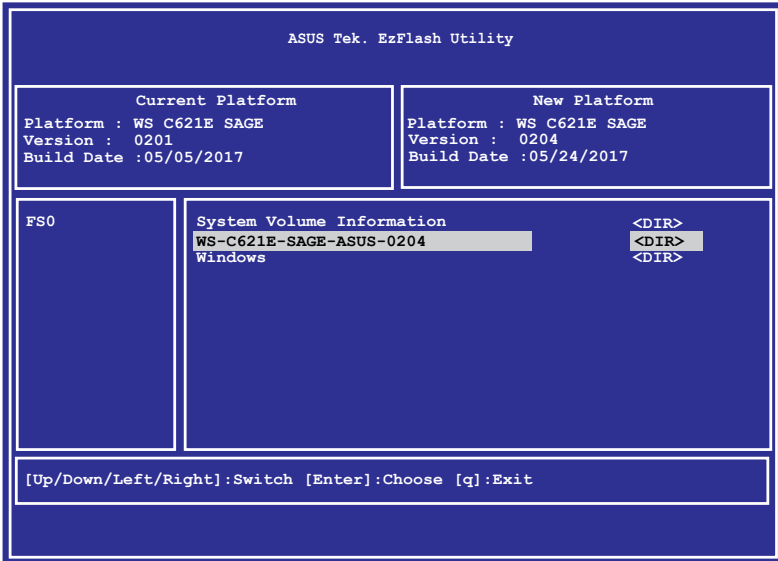 ASUS Tek. EzFlash Utility
Current Platform
Platform : WS C621E SAGE
Version : 0201
Build Date :05/05/2017
New Platform
Platform : WS C621E SAGE
Version : 0204
Build Date :05/24/2017
FS0
System Volume Information <DIR>
WS-C621E-SAGE-ASUS-0204 <DIR>
Windows <DIR>
[Up/Down/Left/Right]:Switch [Enter]:Choose [q]:Exit